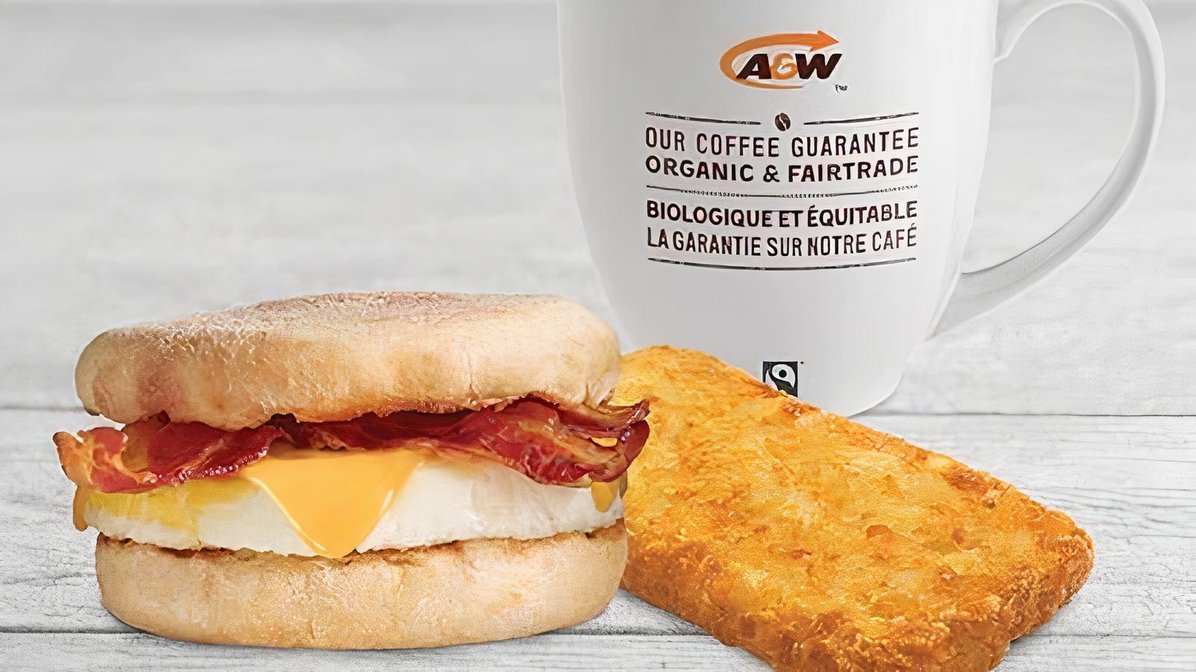 A&W
OUR COFFEE GUARANTEE
ORGANIC & FAIRTRADE
BIOLOGIQUE ET ÉQUITABLE
LA GARANTIE SUR NOTRE CAFÉ